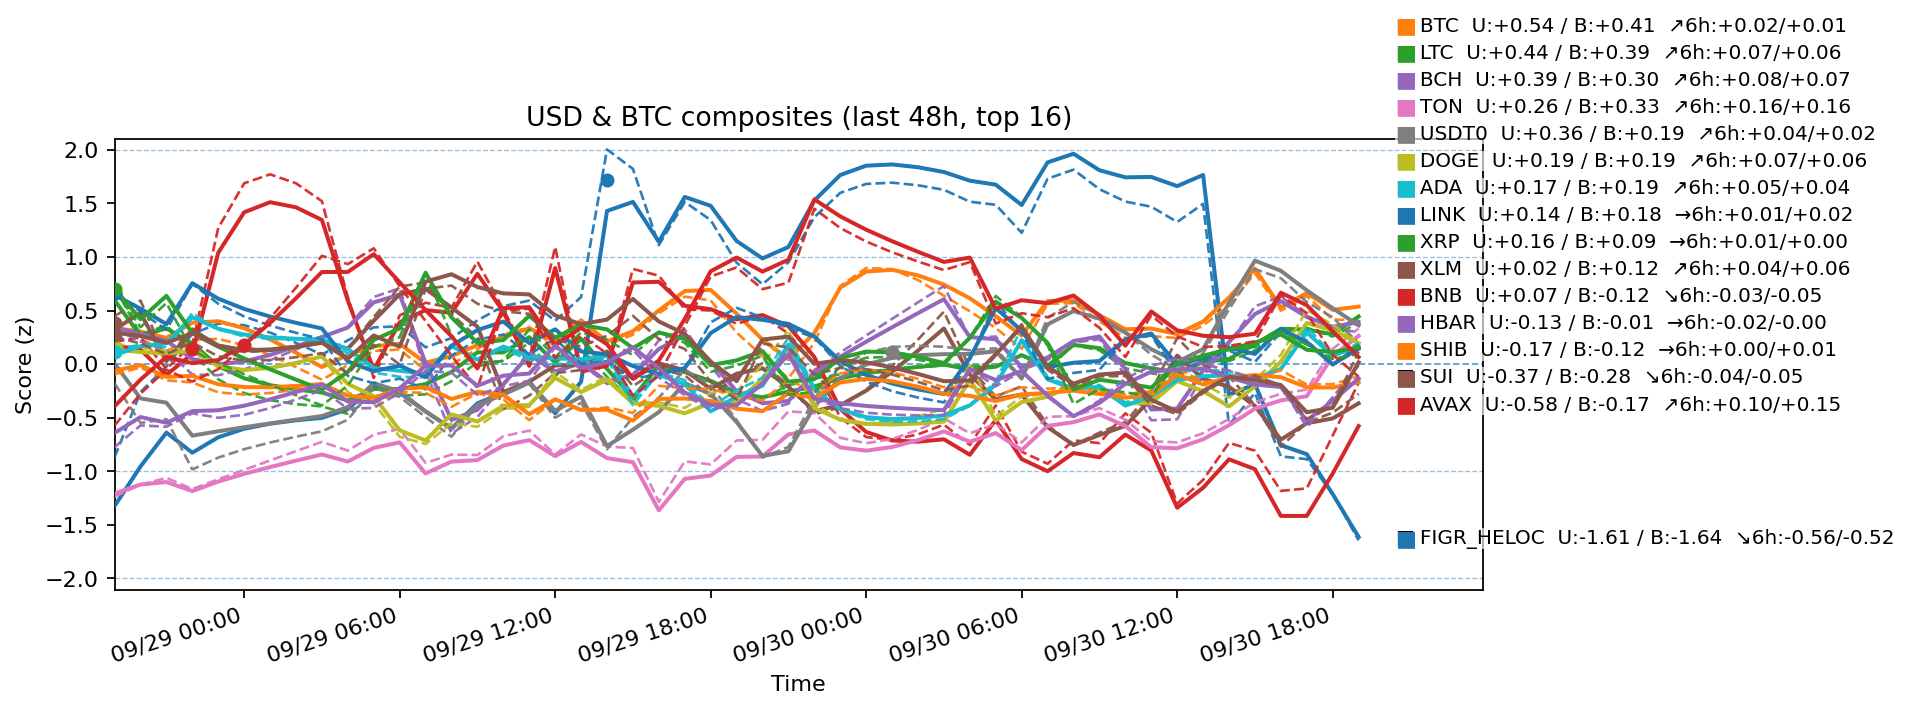 BTC U:+0.54 / B:+0.41 ↗6h:+0.02/+0.01
LTC U:+0.44 / B:+0.39 ↗6h:+0.07/+0.06
BCH U:+0.39 / B:+0.30 ↗6h:+0.08/+0.07
TON U:+0.26 / B:+0.33 ↗6h:+0.16/+0.16
USDT0 U:+0.36 / B:+0.19 ↗6h:+0.04/+0.02
DOGE U:+0.19 / B:+0.19 ↗6h:+0.07/+0.06
ADA U:+0.17 / B:+0.19 ↗6h:+0.05/+0.04
LINK U:+0.14 / B:+0.18 →6h:+0.01/+0.02
XRP U:+0.16 / B:+0.09 →6h:+0.01/+0.00
XLM U:+0.02 / B:+0.12 ↗6h:+0.04/+0.06
BNB U:+0.07 / B:-0.12 ↘6h:-0.03/-0.05
HBAR U:-0.13 / B:-0.01 →6h:-0.02/-0.00
SHIB U:-0.17 / B:-0.12 →6h:+0.00/+0.01
SUI U:-0.37 / B:-0.28 ↘6h:-0.04/-0.05
AVAX U:-0.58 / B:-0.17 ↗6h:+0.10/+0.15
FIGR_HELOC U:-1.61 / B:-1.64 ↘6h:-0.56/-0.52
USD & BTC composites (last 48h, top 16)
Score (z)
2.0
1.5
1.0
0.5
0.0
−0.5
−1.0
−1.5
−2.0
09/29 00:00
09/29 06:00
09/29 12:00
09/29 18:00
09/30 00:00
09/30 06:00
09/30 12:00
09/30 18:00
Time